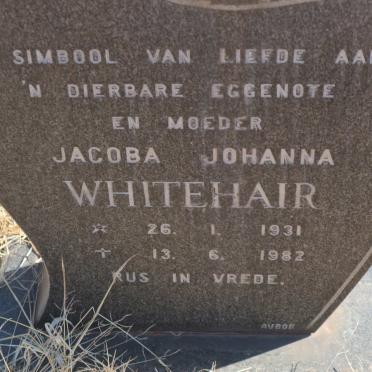 SIMBOOL VAN LIEFDE AAN
'N DIERBARE EGGENOTE
EN MOEDER
JACOBA JOHANNA
WHITEHAIR
☆ 26. 1. 1931
✝ 13. 6. 1982
RUS IN VREDE.
AVBOB